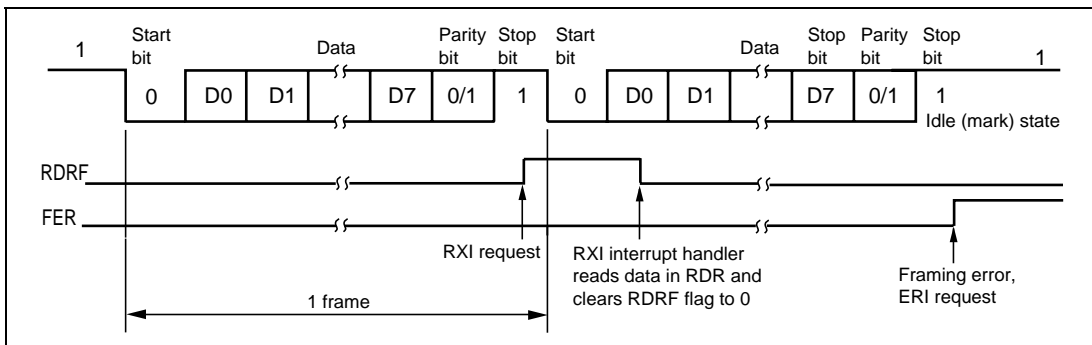 1
Start
bit
Data
Parity
bit
Stop
bit
Start
bit
Data
Stop
bit
Parity
bit
Stop
bit
1
0
D0
D1
D7
0/1
1
0
D0
D1
D7
0/1
1
Idle (mark) state
RDRF
FER
RXI request
RXI interrupt handler
reads data in RDR and
clears RDRF flag to 0
Framing error,
ERI request
1 frame